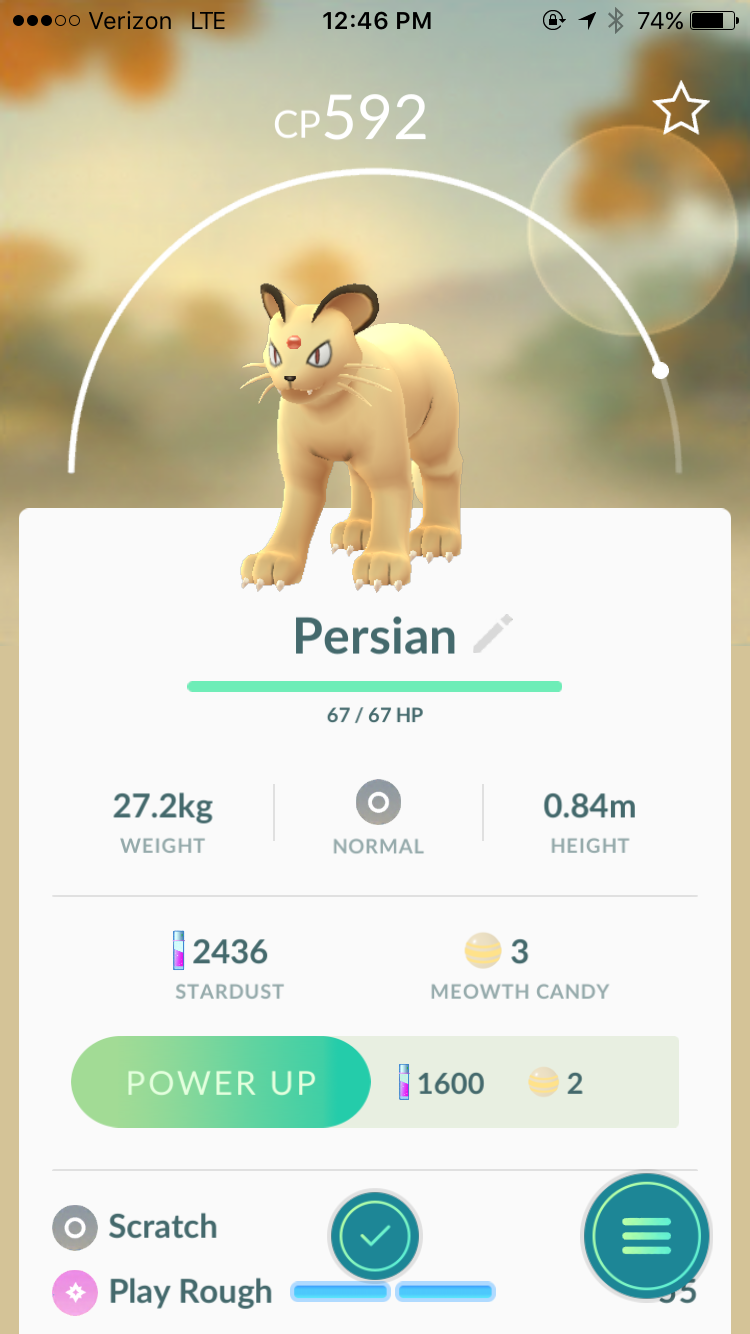 Verizon LTE 12:46 PM 74%
CP592
Persian
67 / 67 HP
27.2kg NORMAL 0.84m
WEIGHT HEIGHT
2436 3
STARDUST MEOWTH CANDY
POWER UP 1600 2
Scratch
Play Rough